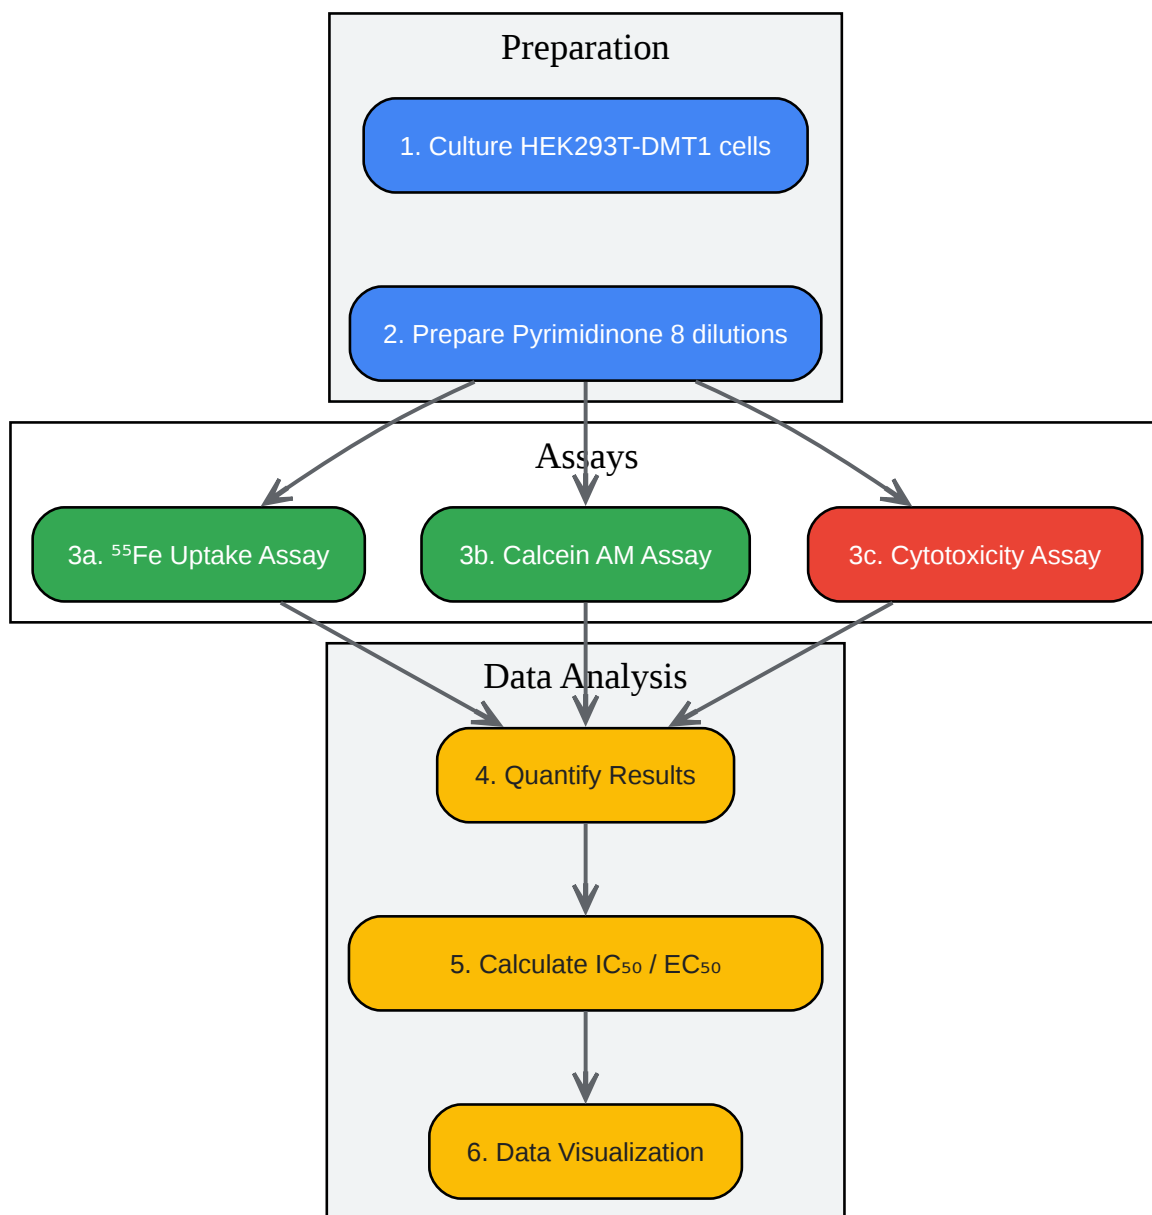 Preparation
1. Culture HEK293T-DMT1 cells
2. Prepare Pyrimidinone 8 dilutions
Assays
3a. ⁵⁵Fe Uptake Assay
3b. Calcein AM Assay
3c. Cytotoxicity Assay
Data Analysis
4. Quantify Results
5. Calculate IC₅₀ / EC₅₀
6. Data Visualization